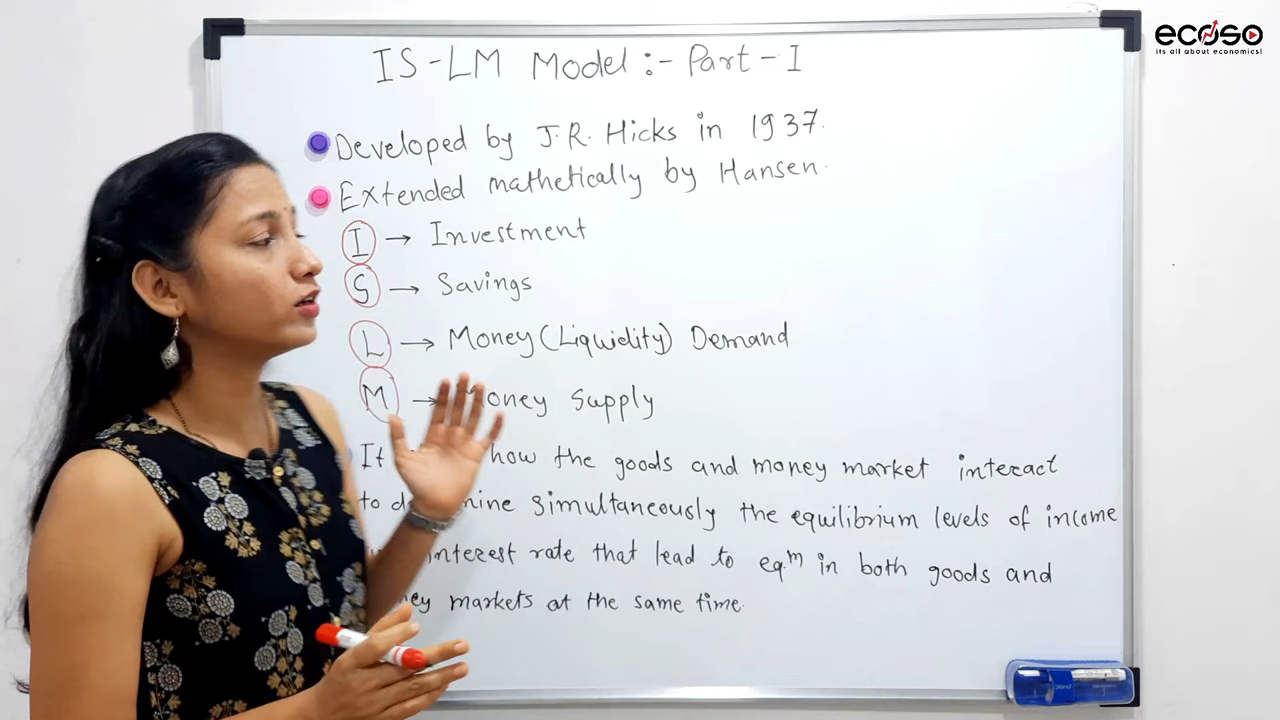 IS-LM Model :- Part-I
ecoso
its all about economics!
Developed by J.R. Hicks in 1937.
Extended mathetically by Hansen.
I → Investment
S → Savings
L → Money (Liquidity) Demand
M → Money Supply
It how the goods and money market interact
to simultaneously the equilibrium levels of income
interest rate that lead to eqm in both goods and
markets at the same time.